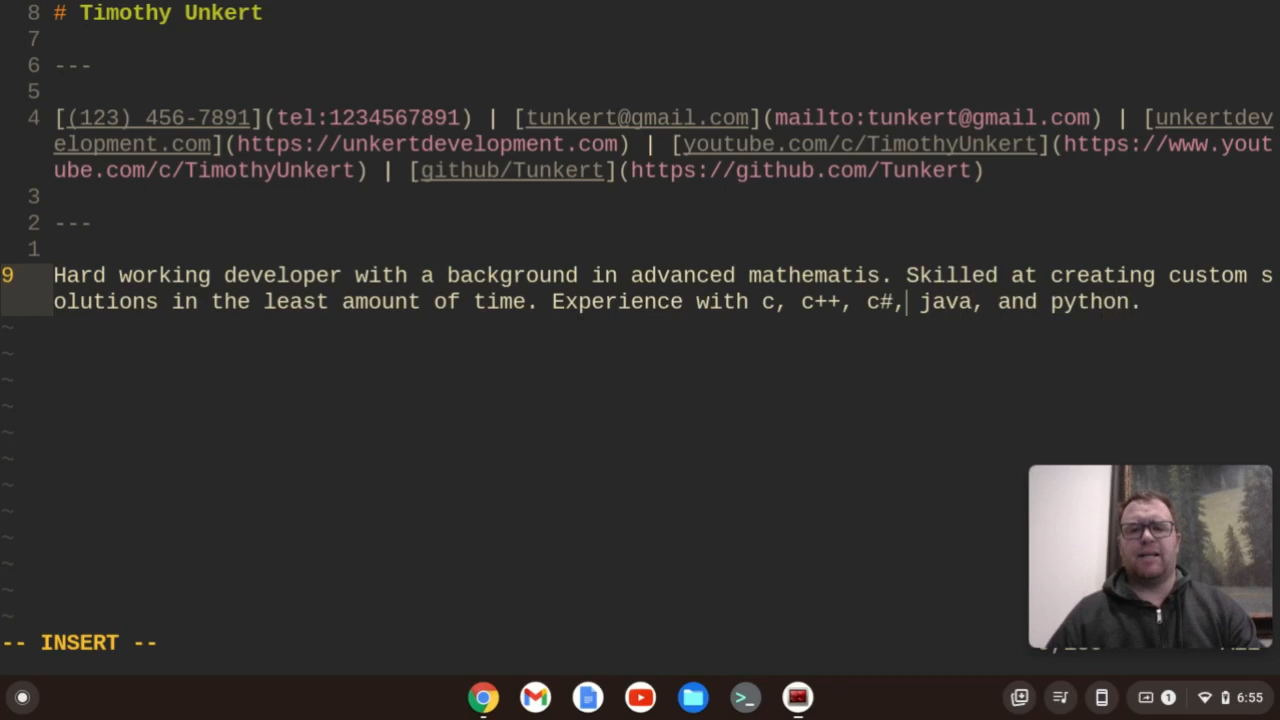 8 # Timothy Unkert
7
6 ---
5
4 [(123) 456-7891](tel:1234567891) | [tunkert@gmail.com](mailto:tunkert@gmail.com) | [unkertdev
elopment.com](https://unkertdevelopment.com) | [youtube.com/c/TimothyUnkert](https://www.yout
ube.com/c/TimothyUnkert) | [github/Tunkert](https://github.com/Tunkert)
3
2 ---
1
9 Hard working developer with a background in advanced mathematis. Skilled at creating custom s
olutions in the least amount of time. Experience with c, c++, c#, java, and python.
~
~
~
~
~
~
~
~
~
~
~
~
-- INSERT --
1 6:55